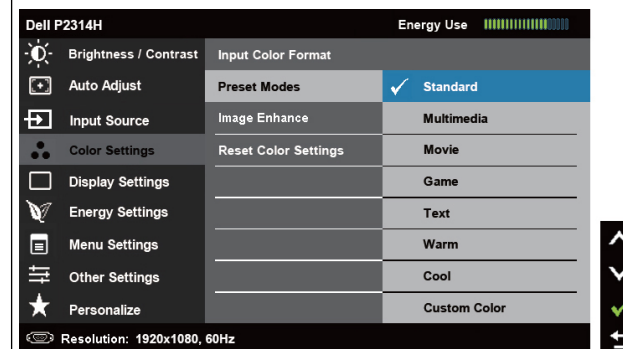 Dell P2314H Energy Use
Brightness / Contrast Input Color Format
Auto Adjust Preset Modes Standard
Input Source Image Enhance Multimedia
Color Settings Reset Color Settings Movie
Display Settings Game
Energy Settings Text
Menu Settings Warm
Other Settings Cool
Personalize Custom Color
Resolution: 1920x1080, 60Hz